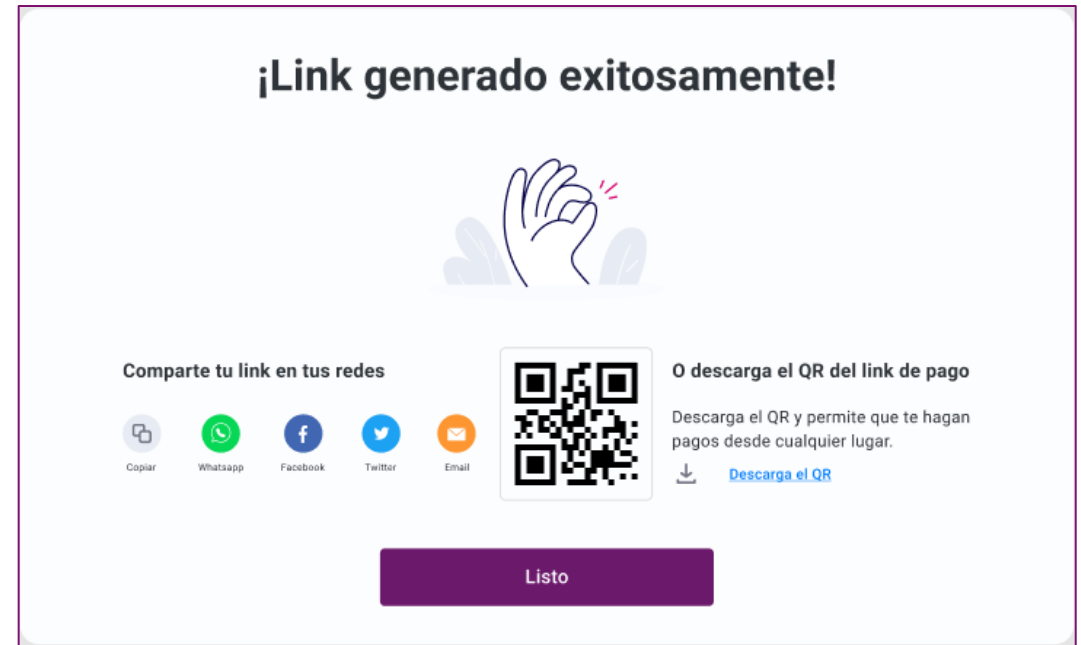 ¡Link generado exitosamente!
Comparte tu link en tus redes
Copiar
Whatsapp
Facebook
Twitter
Email
O descarga el QR del link de pago
Descarga el QR y permite que te hagan
pagos desde cualquier lugar.
Descarga el QR
Listo